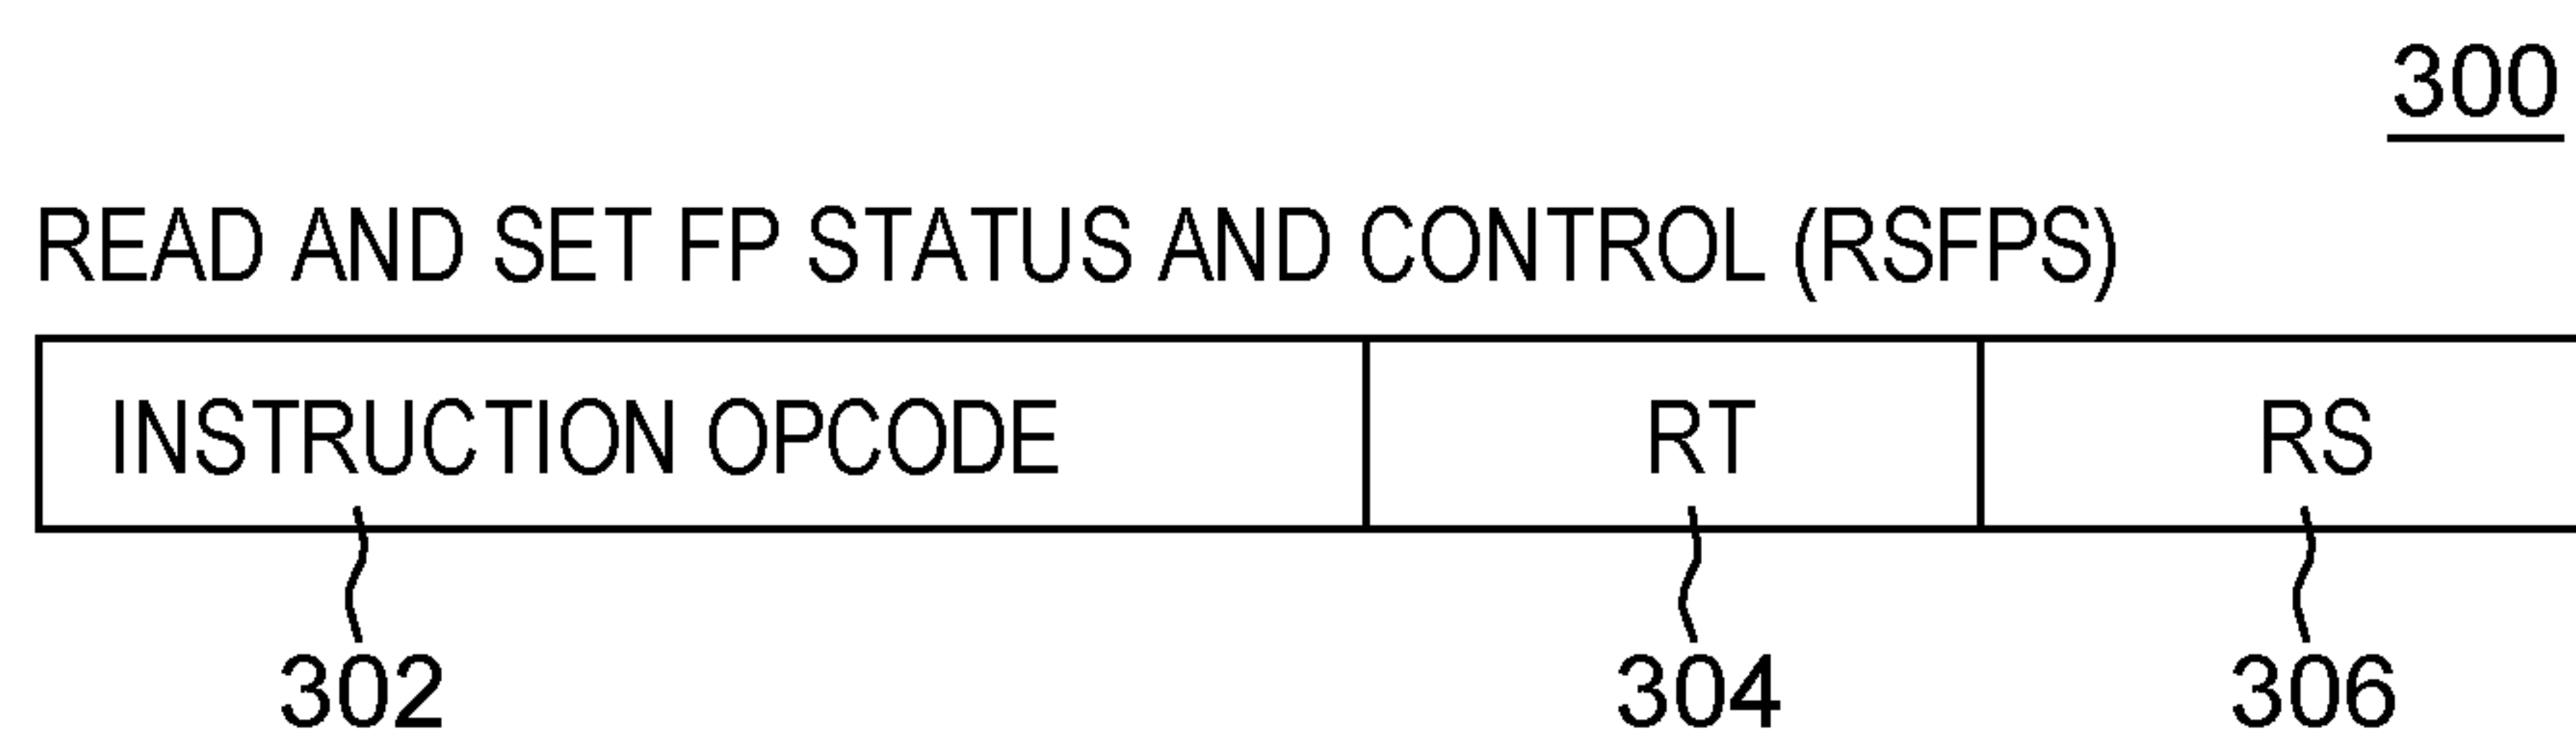 300
READ AND SET FP STATUS AND CONTROL (RSFPS)
INSTRUCTION OPCODE RT RS
302 304 306